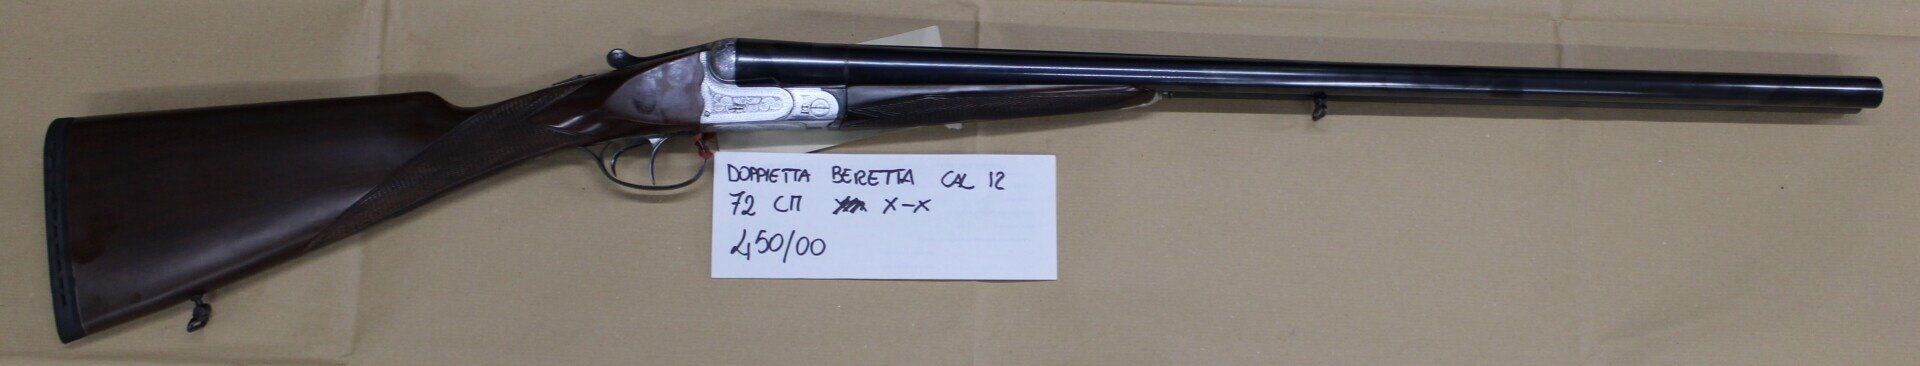 DOPPIETTA BERETTA CAL 12
72 CM X-X
450/00